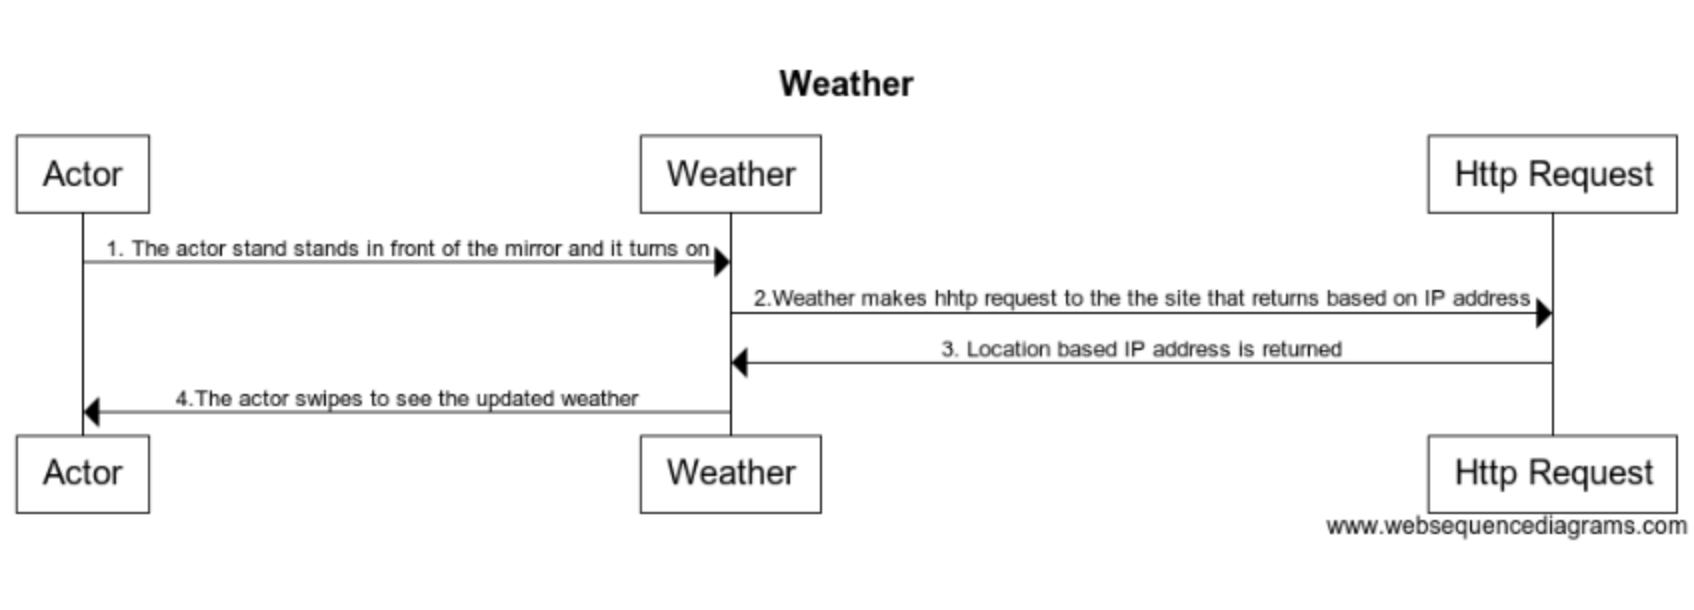 Weather
Actor
Weather
Http Request
1. The actor stand stands in front of the mirror and it turns on
2.Weather makes hhtp request to the the site that returns based on IP address
3. Location based IP address is returned
4.The actor swipes to see the updated weather
Actor
Weather
Http Request
www.websequencediagrams.com